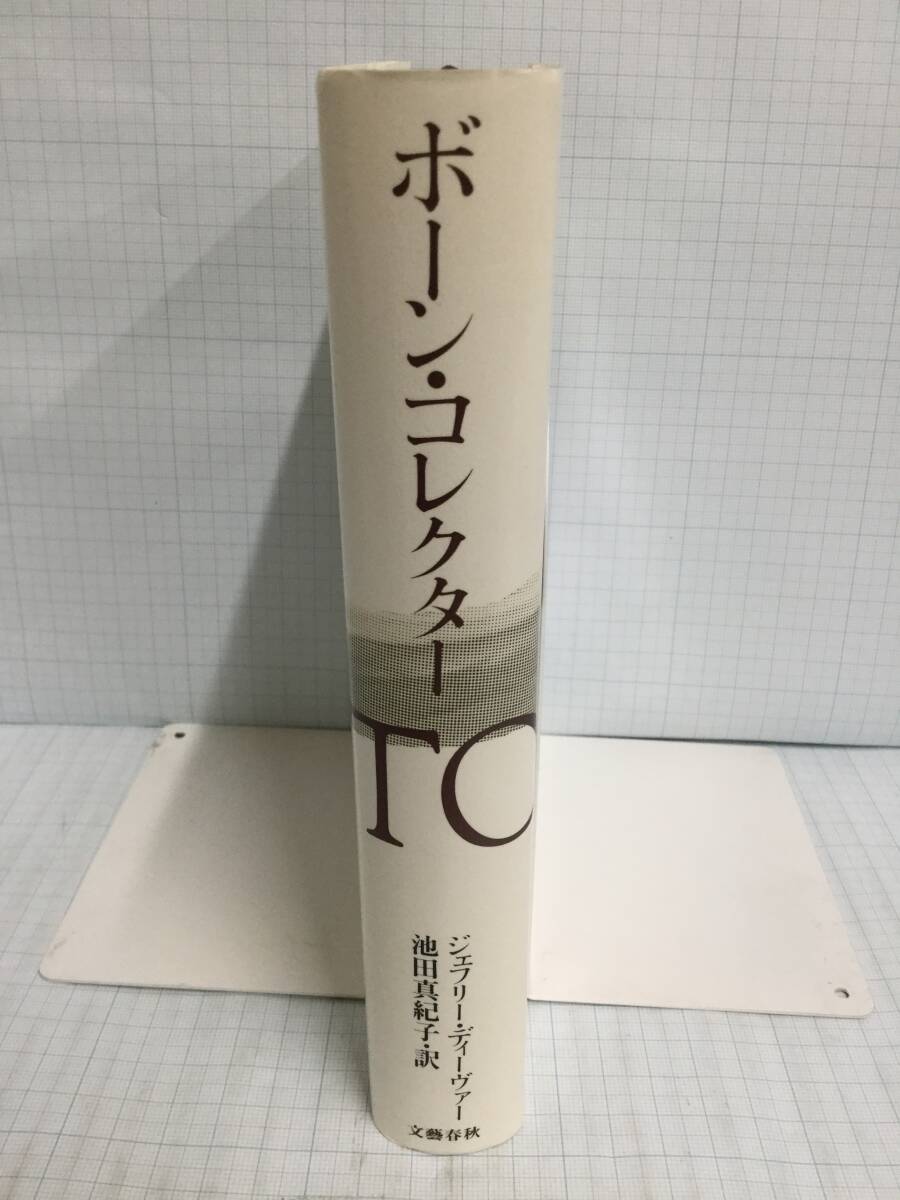 ボーン・コレクター
TO
ジェフリー・ディーヴァー
池田真紀子・訳
文藝春秋